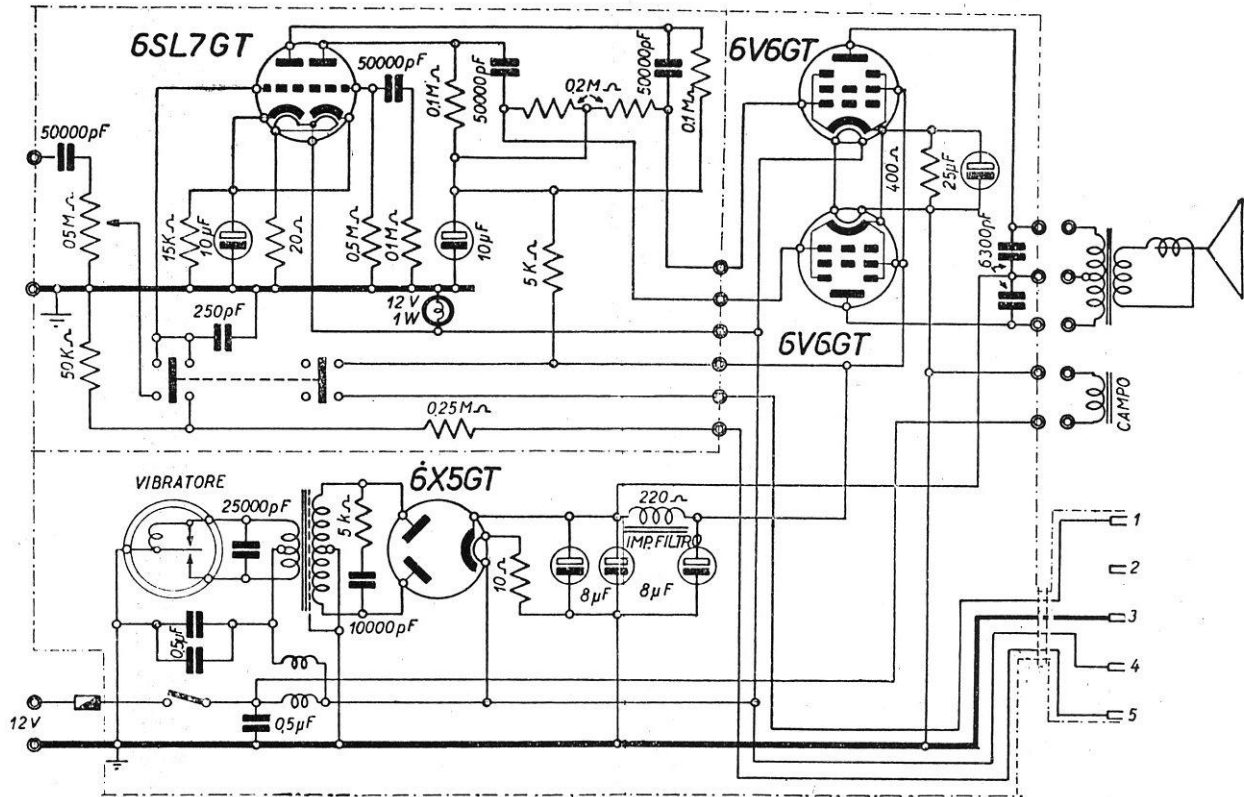 6SL7GT
6V6GT
50000pF
50000pF
0,1MΩ
50000pF
0,2MΩ
50000pF
0,1MΩ
0,5MΩ
15KΩ
10µF
20Ω
0,5MΩ
0,1MΩ
10µF
5KΩ
400Ω
25µF
6300pF
12V
1W
250pF
50KΩ
6V6GT
0,25MΩ
CAMPO
VIBRATORE
25000pF
5KΩ
6X5GT
10Ω
220Ω
IMP.FILTRO
8µF
8µF
10000pF
0,5µF
0,5µF
12V
1
2
3
4
5